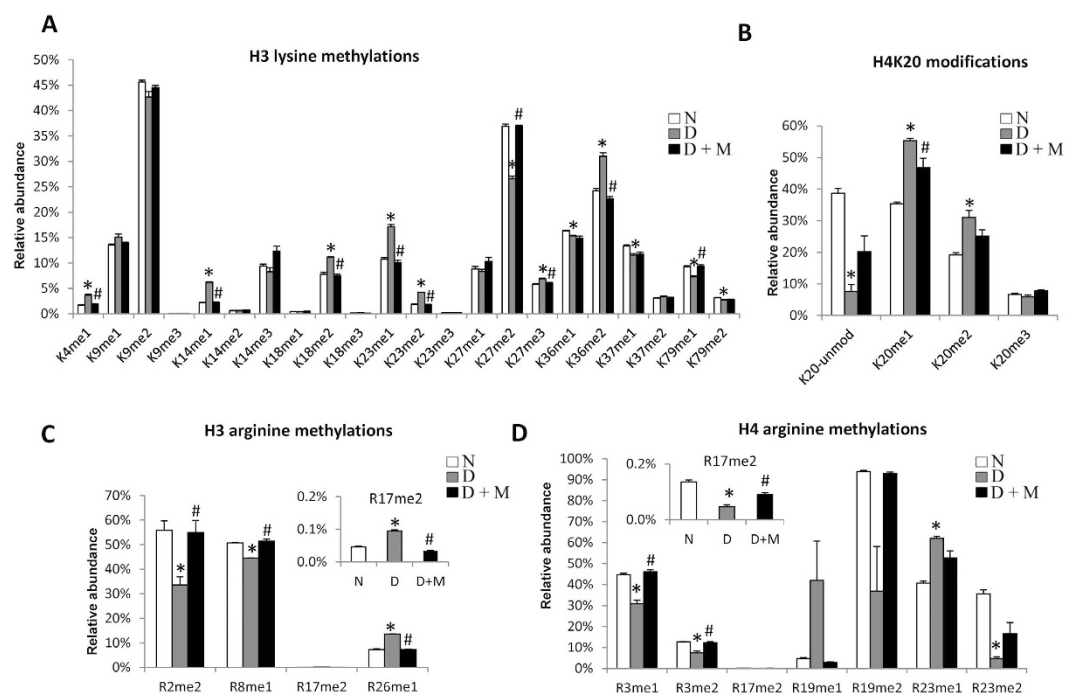 A
H3 lysine methylations
Relative abundance
50%
45%
40%
35%
30%
25%
20%
15%
10%
5%
0%
N
D
D + M
*
#
*
#
*
#
*
#
*
#
*
#
*
#
*
*
#
*
*
#
*
K4me1
K9me1
K9me2
K9me3
K14me1
K14me2
K14me3
K18me1
K18me2
K18me3
K23me1
K23me2
K23me3
K27me1
K27me2
K27me3
K36me1
K36me2
K37me1
K37me2
K79me1
K79me2
B
H4K20 modifications
Relative abundance
60%
50%
40%
30%
20%
10%
0%
N
D
D + M
*
*
#
*
K20-unmod
K20me1
K20me2
K20me3
C
H3 arginine methylations
Relative abundance
70%
60%
50%
40%
30%
20%
10%
0%
N
D
D + M
*
#
*
#
*
#
R17me2
0.2%
0.1%
0.0%
*
#
N D D+M
R2me2 R8me1 R17me2 R26me1
D
H4 arginine methylations
Relative abundance
100%
90%
80%
70%
60%
50%
40%
30%
20%
10%
0%
N
D
D + M
R17me2
0.2%
0.0%
*
#
N D D+M
*
#
*
#
*
*
R3me1 R3me2 R17me2 R19me1 R19me2 R23me1 R23me2